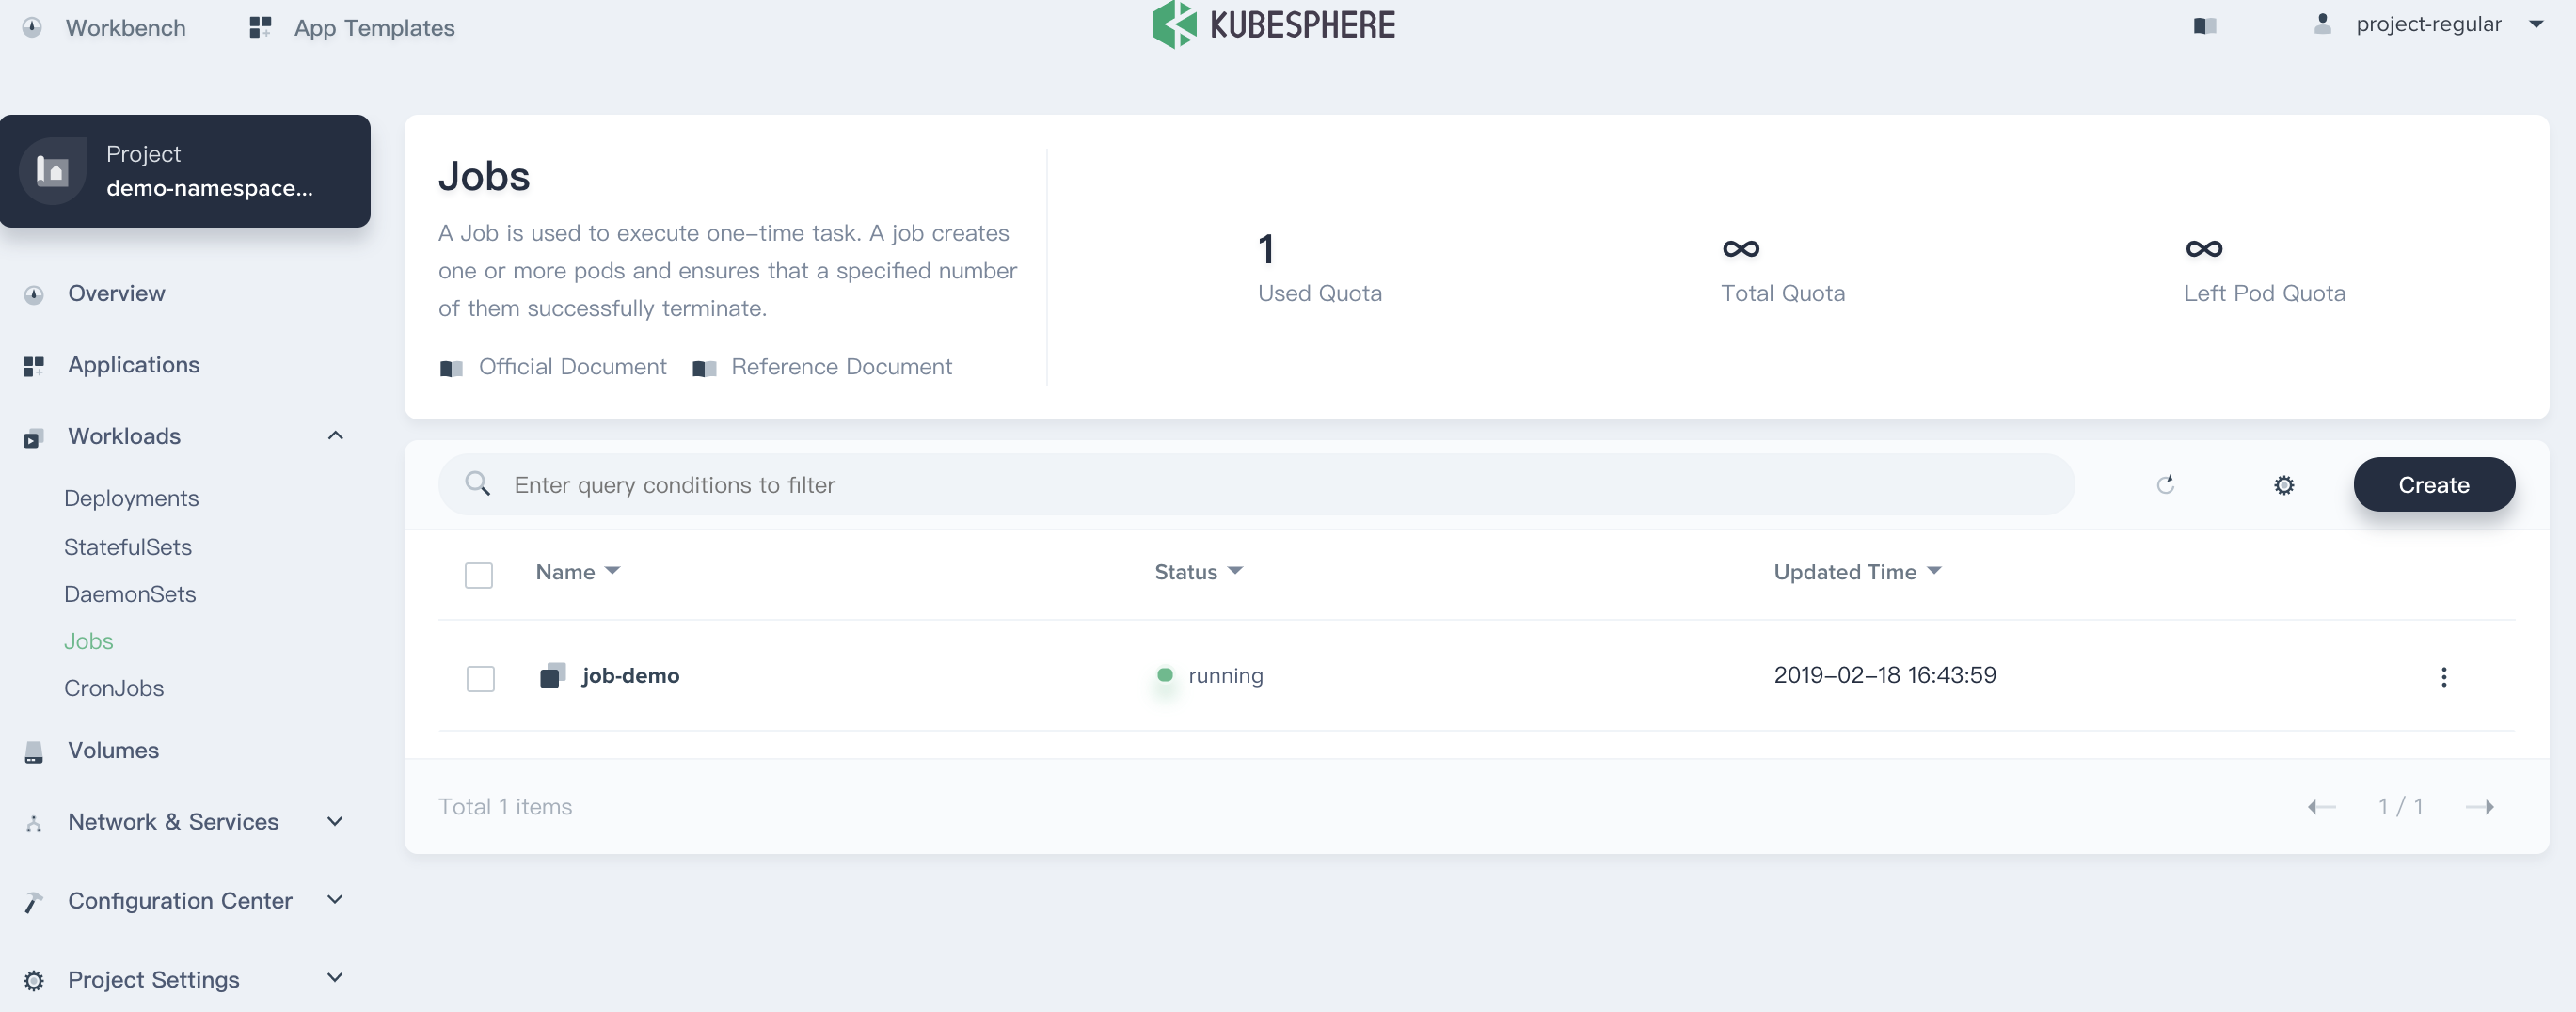 Workbench
App Templates
KUBESPHERE
project-regular
Project
demo-namespace...
Overview
Applications
Workloads
Deployments
StatefulSets
DaemonSets
Jobs
CronJobs
Volumes
Network & Services
Configuration Center
Project Settings
Jobs
A Job is used to execute one–time task. A job creates
one or more pods and ensures that a specified number
of them successfully terminate.
Official Document
Reference Document
1
Used Quota
∞
Total Quota
∞
Left Pod Quota
Enter query conditions to filter
Create
Name
Status
Updated Time
job-demo
running
2019–02–18 16:43:59
Total 1 items
1 / 1